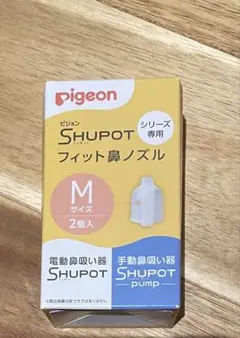 Pigeon
ピジョン
SHUPOT
シリーズ
専用
フィット鼻ノズル
M
サイズ
2個入
電動鼻吸い器
SHUPOT
手動鼻吸い器
SHUPOT
pump